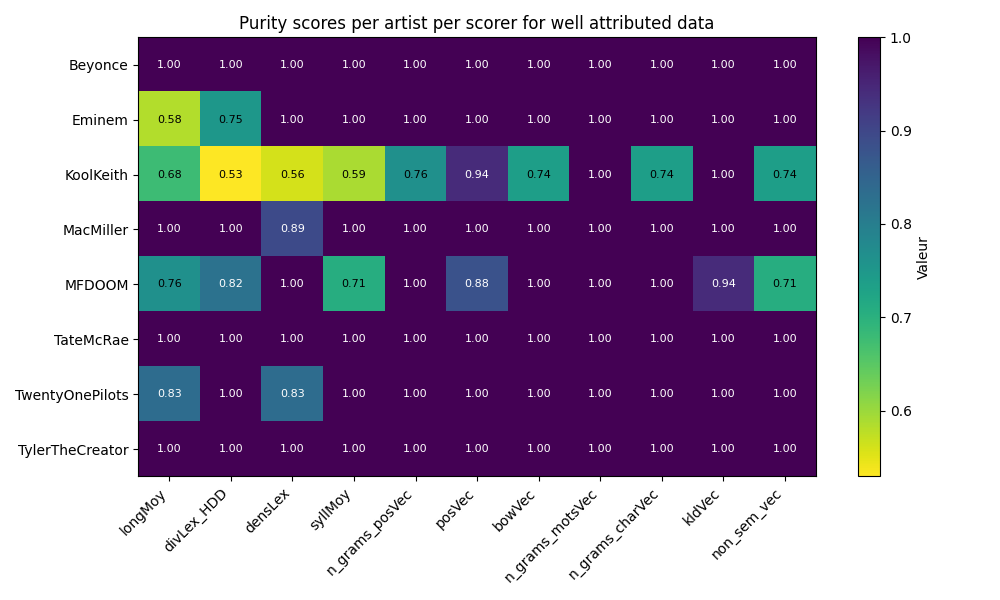 Purity scores per artist per scorer for well attributed data
Beyonce 1.00 1.00 1.00 1.00 1.00 1.00 1.00 1.00 1.00 1.00 1.00
Eminem 0.58 0.75 1.00 1.00 1.00 1.00 1.00 1.00 1.00 1.00 1.00
KoolKeith 0.68 0.53 0.56 0.59 0.76 0.94 0.74 1.00 0.74 1.00 0.74
MacMiller 1.00 1.00 0.89 1.00 1.00 1.00 1.00 1.00 1.00 1.00 1.00
MFDOOM 0.76 0.82 1.00 0.71 1.00 0.88 1.00 1.00 1.00 0.94 0.71
TateMcRae 1.00 1.00 1.00 1.00 1.00 1.00 1.00 1.00 1.00 1.00 1.00
TwentyOnePilots 0.83 1.00 0.83 1.00 1.00 1.00 1.00 1.00 1.00 1.00 1.00
TylerTheCreator 1.00 1.00 1.00 1.00 1.00 1.00 1.00 1.00 1.00 1.00 1.00
longMoy divLex_HDD densLex syllMoy n_grams_posVec posVec bowVec n_grams_motsVec n_grams_charVec kldVec non_sem_vec
1.0
0.9
0.8
0.7
0.6
Valeur